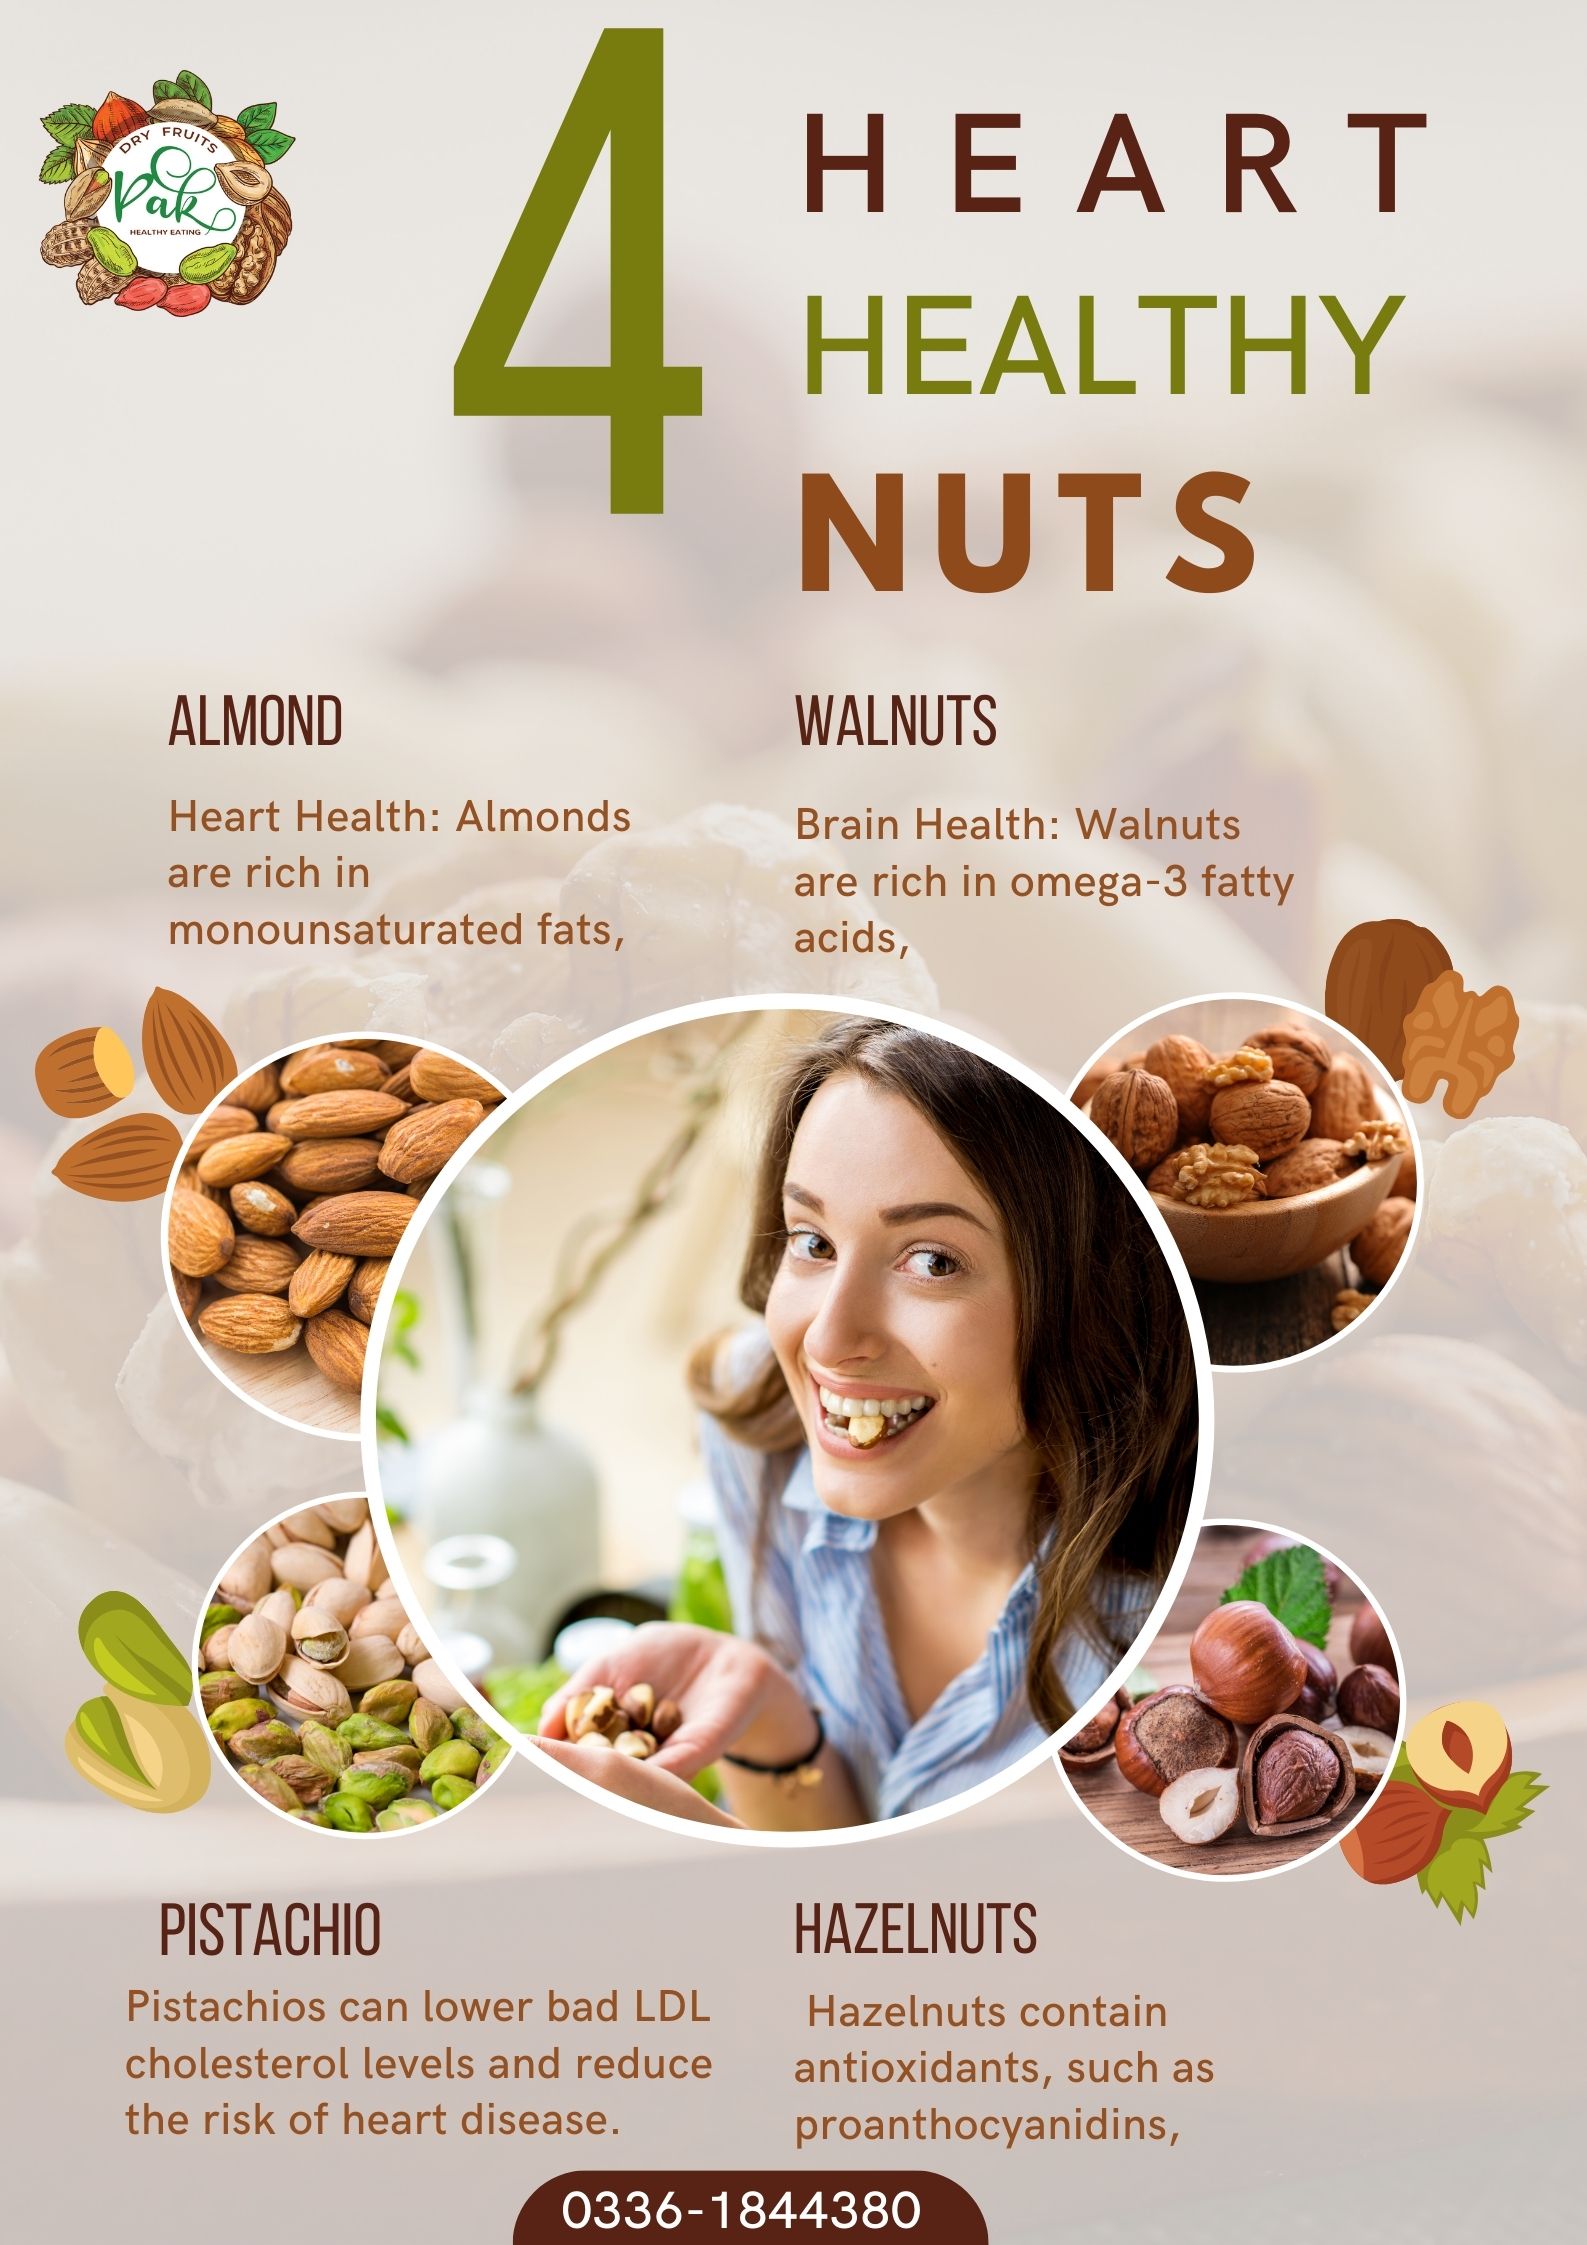 DRY FRUITS
Pak
HEALTHY EATING
4
HEART
HEALTHY
NUTS
ALMOND
Heart Health: Almonds
are rich in
monounsaturated fats,
WALNUTS
Brain Health: Walnuts
are rich in omega-3 fatty
acids,
PISTACHIO
Pistachios can lower bad LDL
cholesterol levels and reduce
the risk of heart disease.
HAZELNUTS
Hazelnuts contain
antioxidants, such as
proanthocyanidins,
0336-1844380